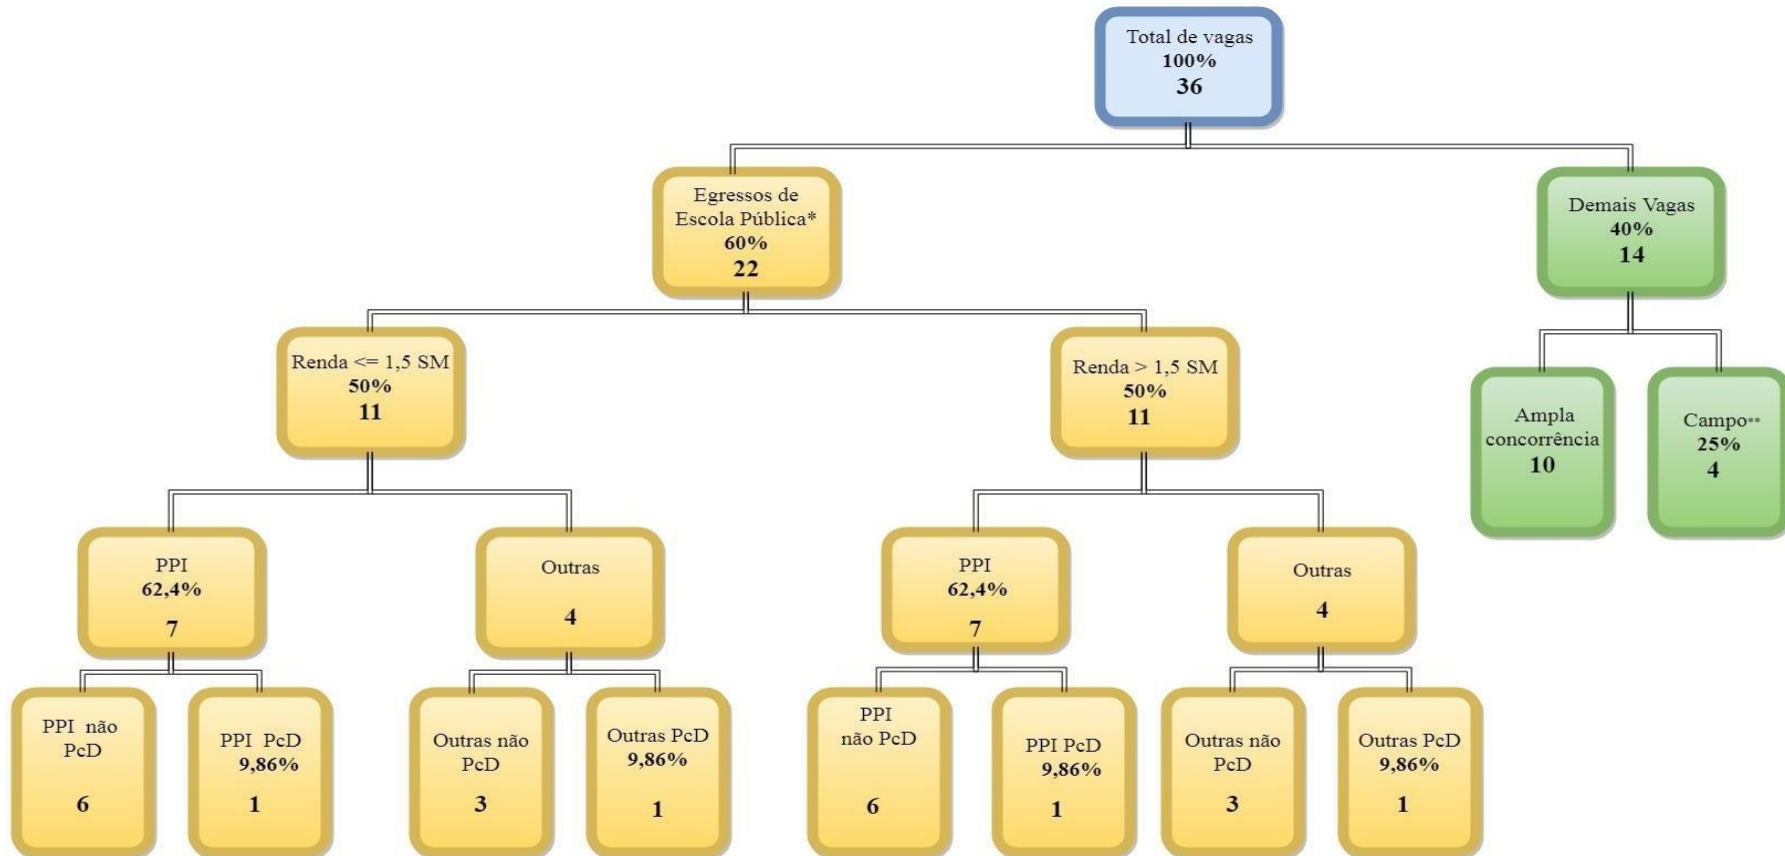 Total de vagas
100%
36
Egressos de
Escola Pública*
60%
22
Demais Vagas
40%
14
Renda <= 1,5 SM
50%
11
Renda > 1,5 SM
50%
11
Ampla
concorrência
10
Campo**
25%
4
PPI
62,4%
7
Outras
4
PPI
62,4%
7
Outras
4
PPI não
PcD
6
PPI PcD
9,86%
1
Outras não
PcD
3
Outras PcD
9,86%
1
PPI
não PcD
6
PPI PcD
9,86%
1
Outras não
PcD
3
Outras PcD
9,86%
1